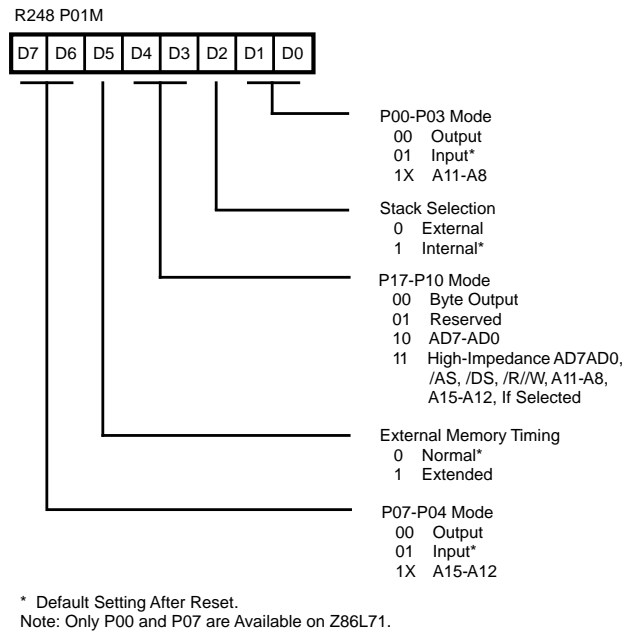 R248 P01M
D7 D6 D5 D4 D3 D2 D1 D0
P00-P03 Mode
00 Output
01 Input*
1X A11-A8
Stack Selection
0 External
1 Internal*
P17-P10 Mode
00 Byte Output
01 Reserved
10 AD7-AD0
11 High-Impedance AD7AD0,
/AS, /DS, /R//W, A11-A8,
A15-A12, If Selected
External Memory Timing
0 Normal*
1 Extended
P07-P04 Mode
00 Output
01 Input*
1X A15-A12
* Default Setting After Reset.
Note: Only P00 and P07 are Available on Z86L71.